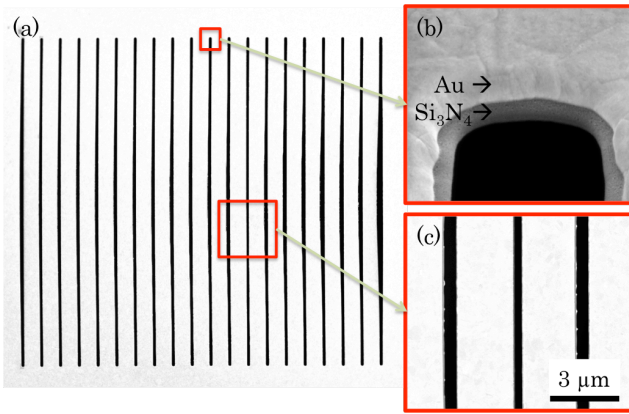 (a)
(b)
Au →
Si₃N₄→
(c)
3 µm